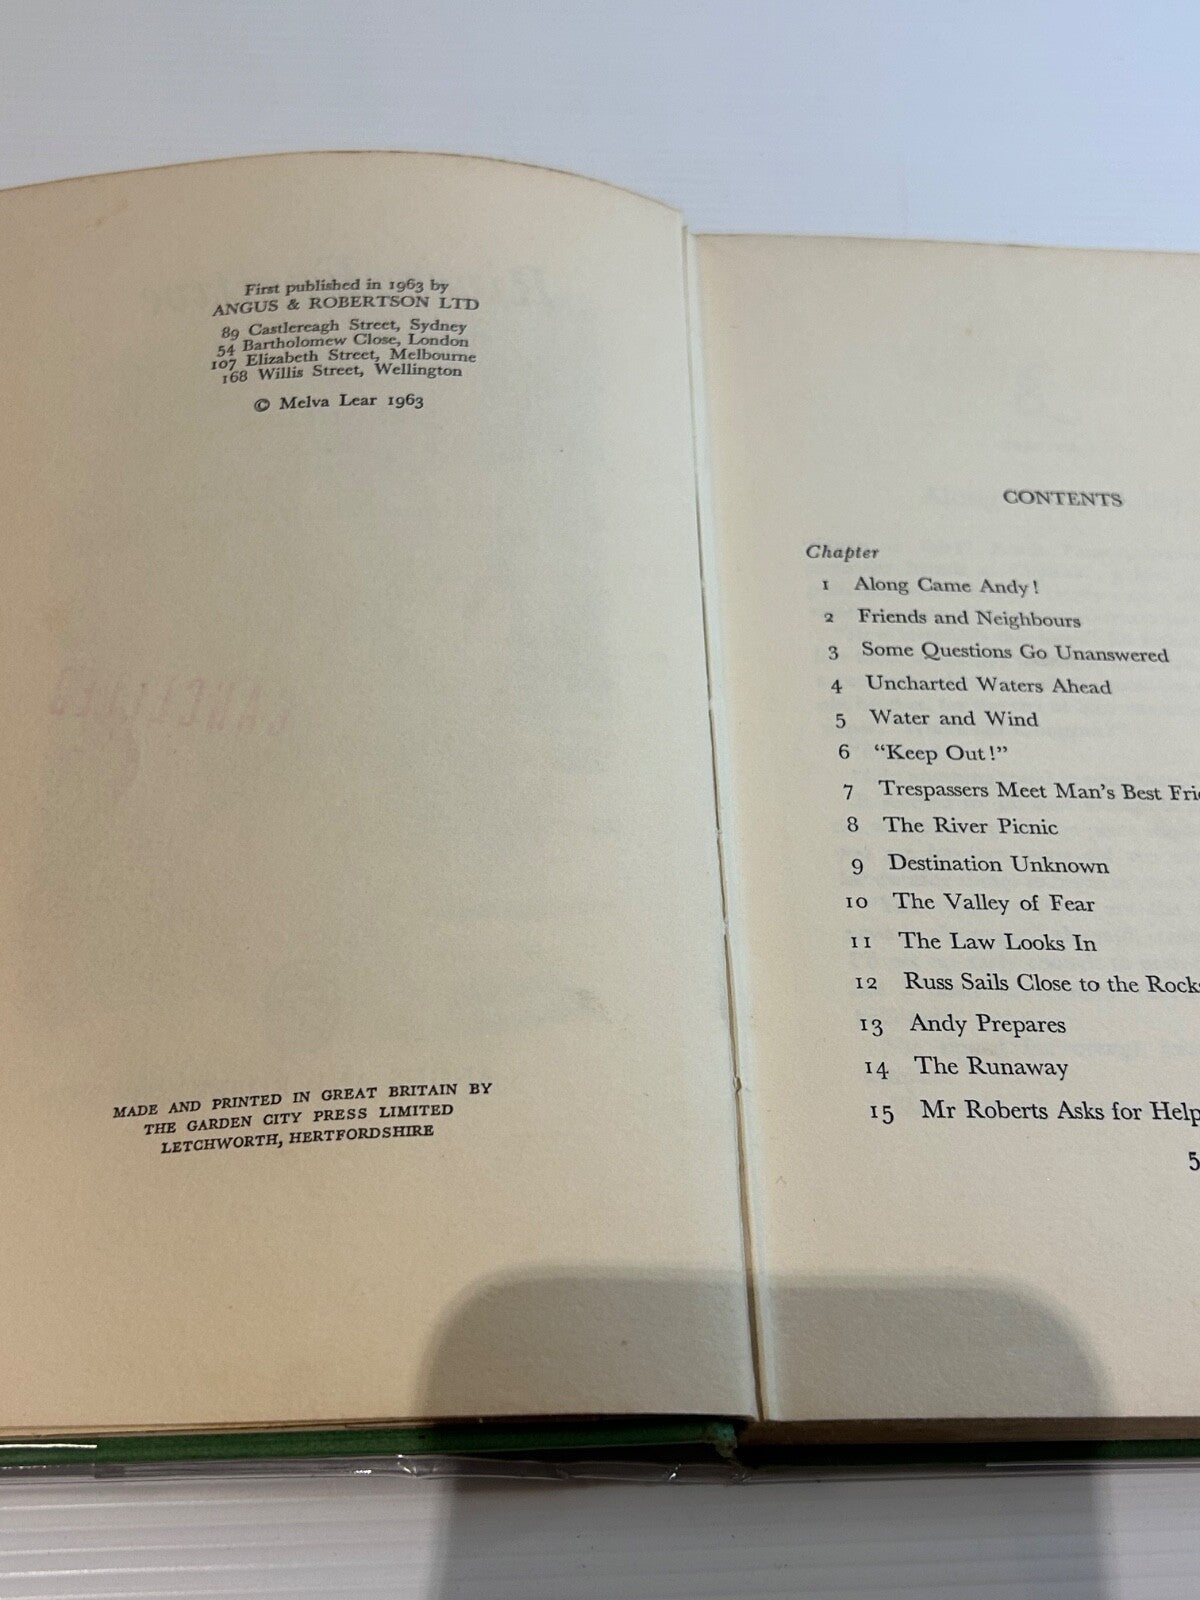 First published in 1963 by
ANGUS & ROBERTSON LTD
89 Castlereagh Street, Sydney
54 Bartholomew Close, London
107 Elizabeth Street, Melbourne
168 Willis Street, Wellington
© Melva Lear 1963
MADE AND PRINTED IN GREAT BRITAIN BY
THE GARDEN CITY PRESS LIMITED
LETCHWORTH, HERTFORDSHIRE
CONTENTS
Chapter
1 Along Came Andy!
2 Friends and Neighbours
3 Some Questions Go Unanswered
4 Uncharted Waters Ahead
5 Water and Wind
6 “Keep Out!”
7 Trespassers Meet Man’s Best Frie
8 The River Picnic
9 Destination Unknown
10 The Valley of Fear
11 The Law Looks In
12 Russ Sails Close to the Rocks
13 Andy Prepares
14 The Runaway
15 Mr Roberts Asks for Help
5